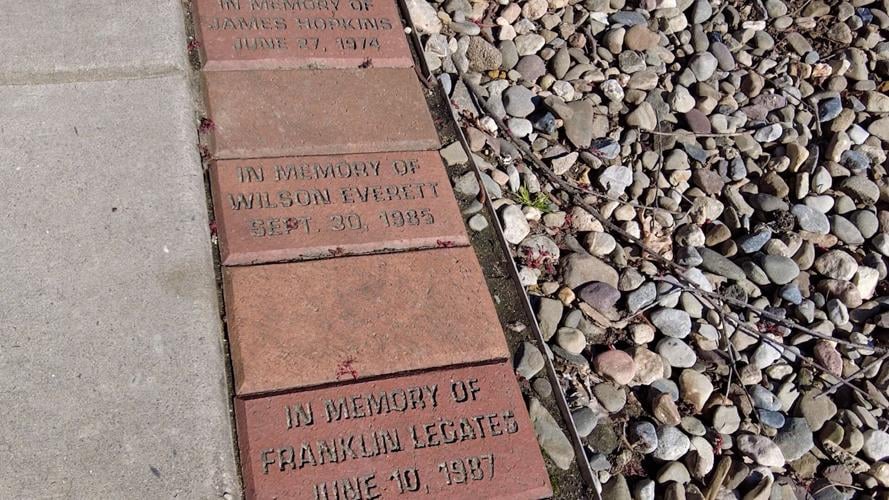 IN MEMORY OF
JAMES HOPKINS
JUNE 27, 1974
IN MEMORY OF
WILSON EVERETT
SEPT. 30, 1985
IN MEMORY OF
FRANKLIN LEGATES
JUNE 10, 1987